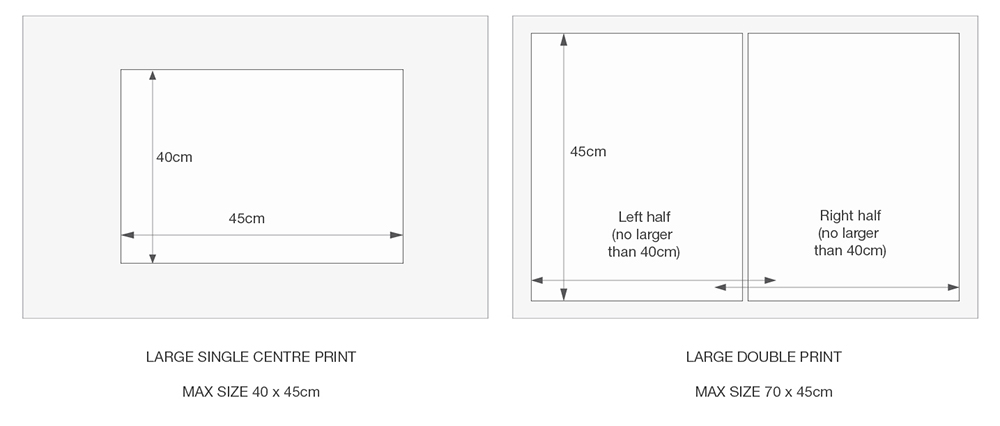 40cm
45cm
LARGE SINGLE CENTRE PRINT
MAX SIZE 40 x 45cm
45cm
Left half
(no larger
than 40cm)
Right half
(no larger
than 40cm)
LARGE DOUBLE PRINT
MAX SIZE 70 x 45cm